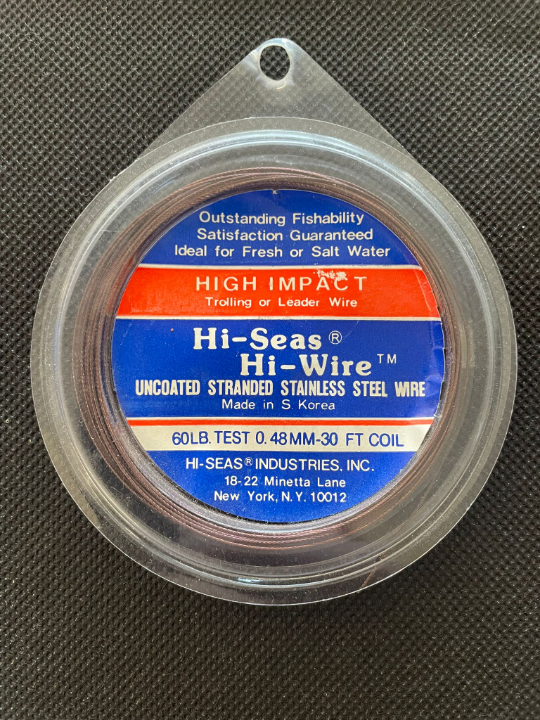 Outstanding Fishability
Satisfaction Guaranteed
Ideal for Fresh or Salt Water
HIGH IMPACT
Trolling or Leader Wire
Hi-Seas®
Hi-Wire™
UNCOATED STRANDED STAINLESS STEEL WIRE
Made in S Korea
60LB. TEST 0.48MM-30 FT COIL
HI-SEAS® INDUSTRIES, INC.
18-22 Minetta Lane
New York, N.Y. 10012